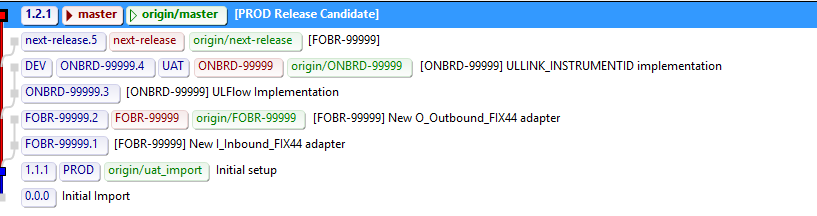 1.2.1 master origin/master [PROD Release Candidate]
next-release.5 next-release origin/next-release [FOBR-99999]
DEV ONBRD-99999.4 UAT ONBRD-99999 origin/ONBRD-99999 [ONBRD-99999] ULLINK_INSTRUMENTID implementation
ONBRD-99999.3 [ONBRD-99999] ULFlow Implementation
FOBR-99999.2 FOBR-99999 origin/FOBR-99999 [FOBR-99999] New O_Outbound_FIX44 adapter
FOBR-99999.1 [FOBR-99999] New I_Inbound_FIX44 adapter
1.1.1 PROD origin/uat_import Initial setup
0.0.0 Initial Import